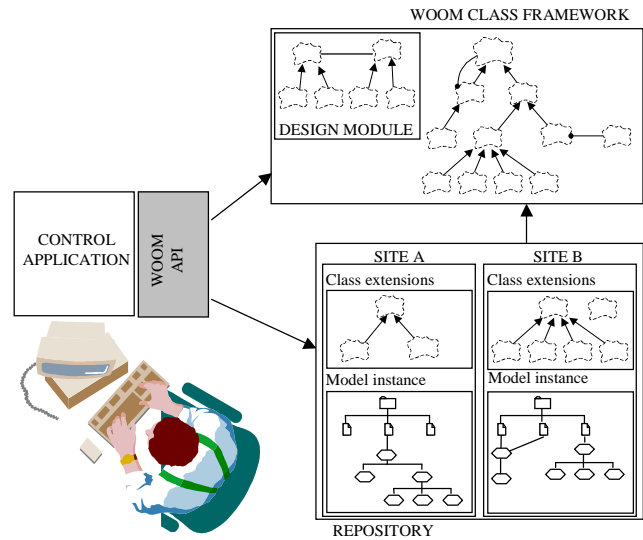 WOOM CLASS FRAMEWORK
DESIGN MODULE
CONTROL
APPLICATION
WOOM
API
SITE A
Class extensions
Model instance
SITE B
Class extensions
Model instance
REPOSITORY